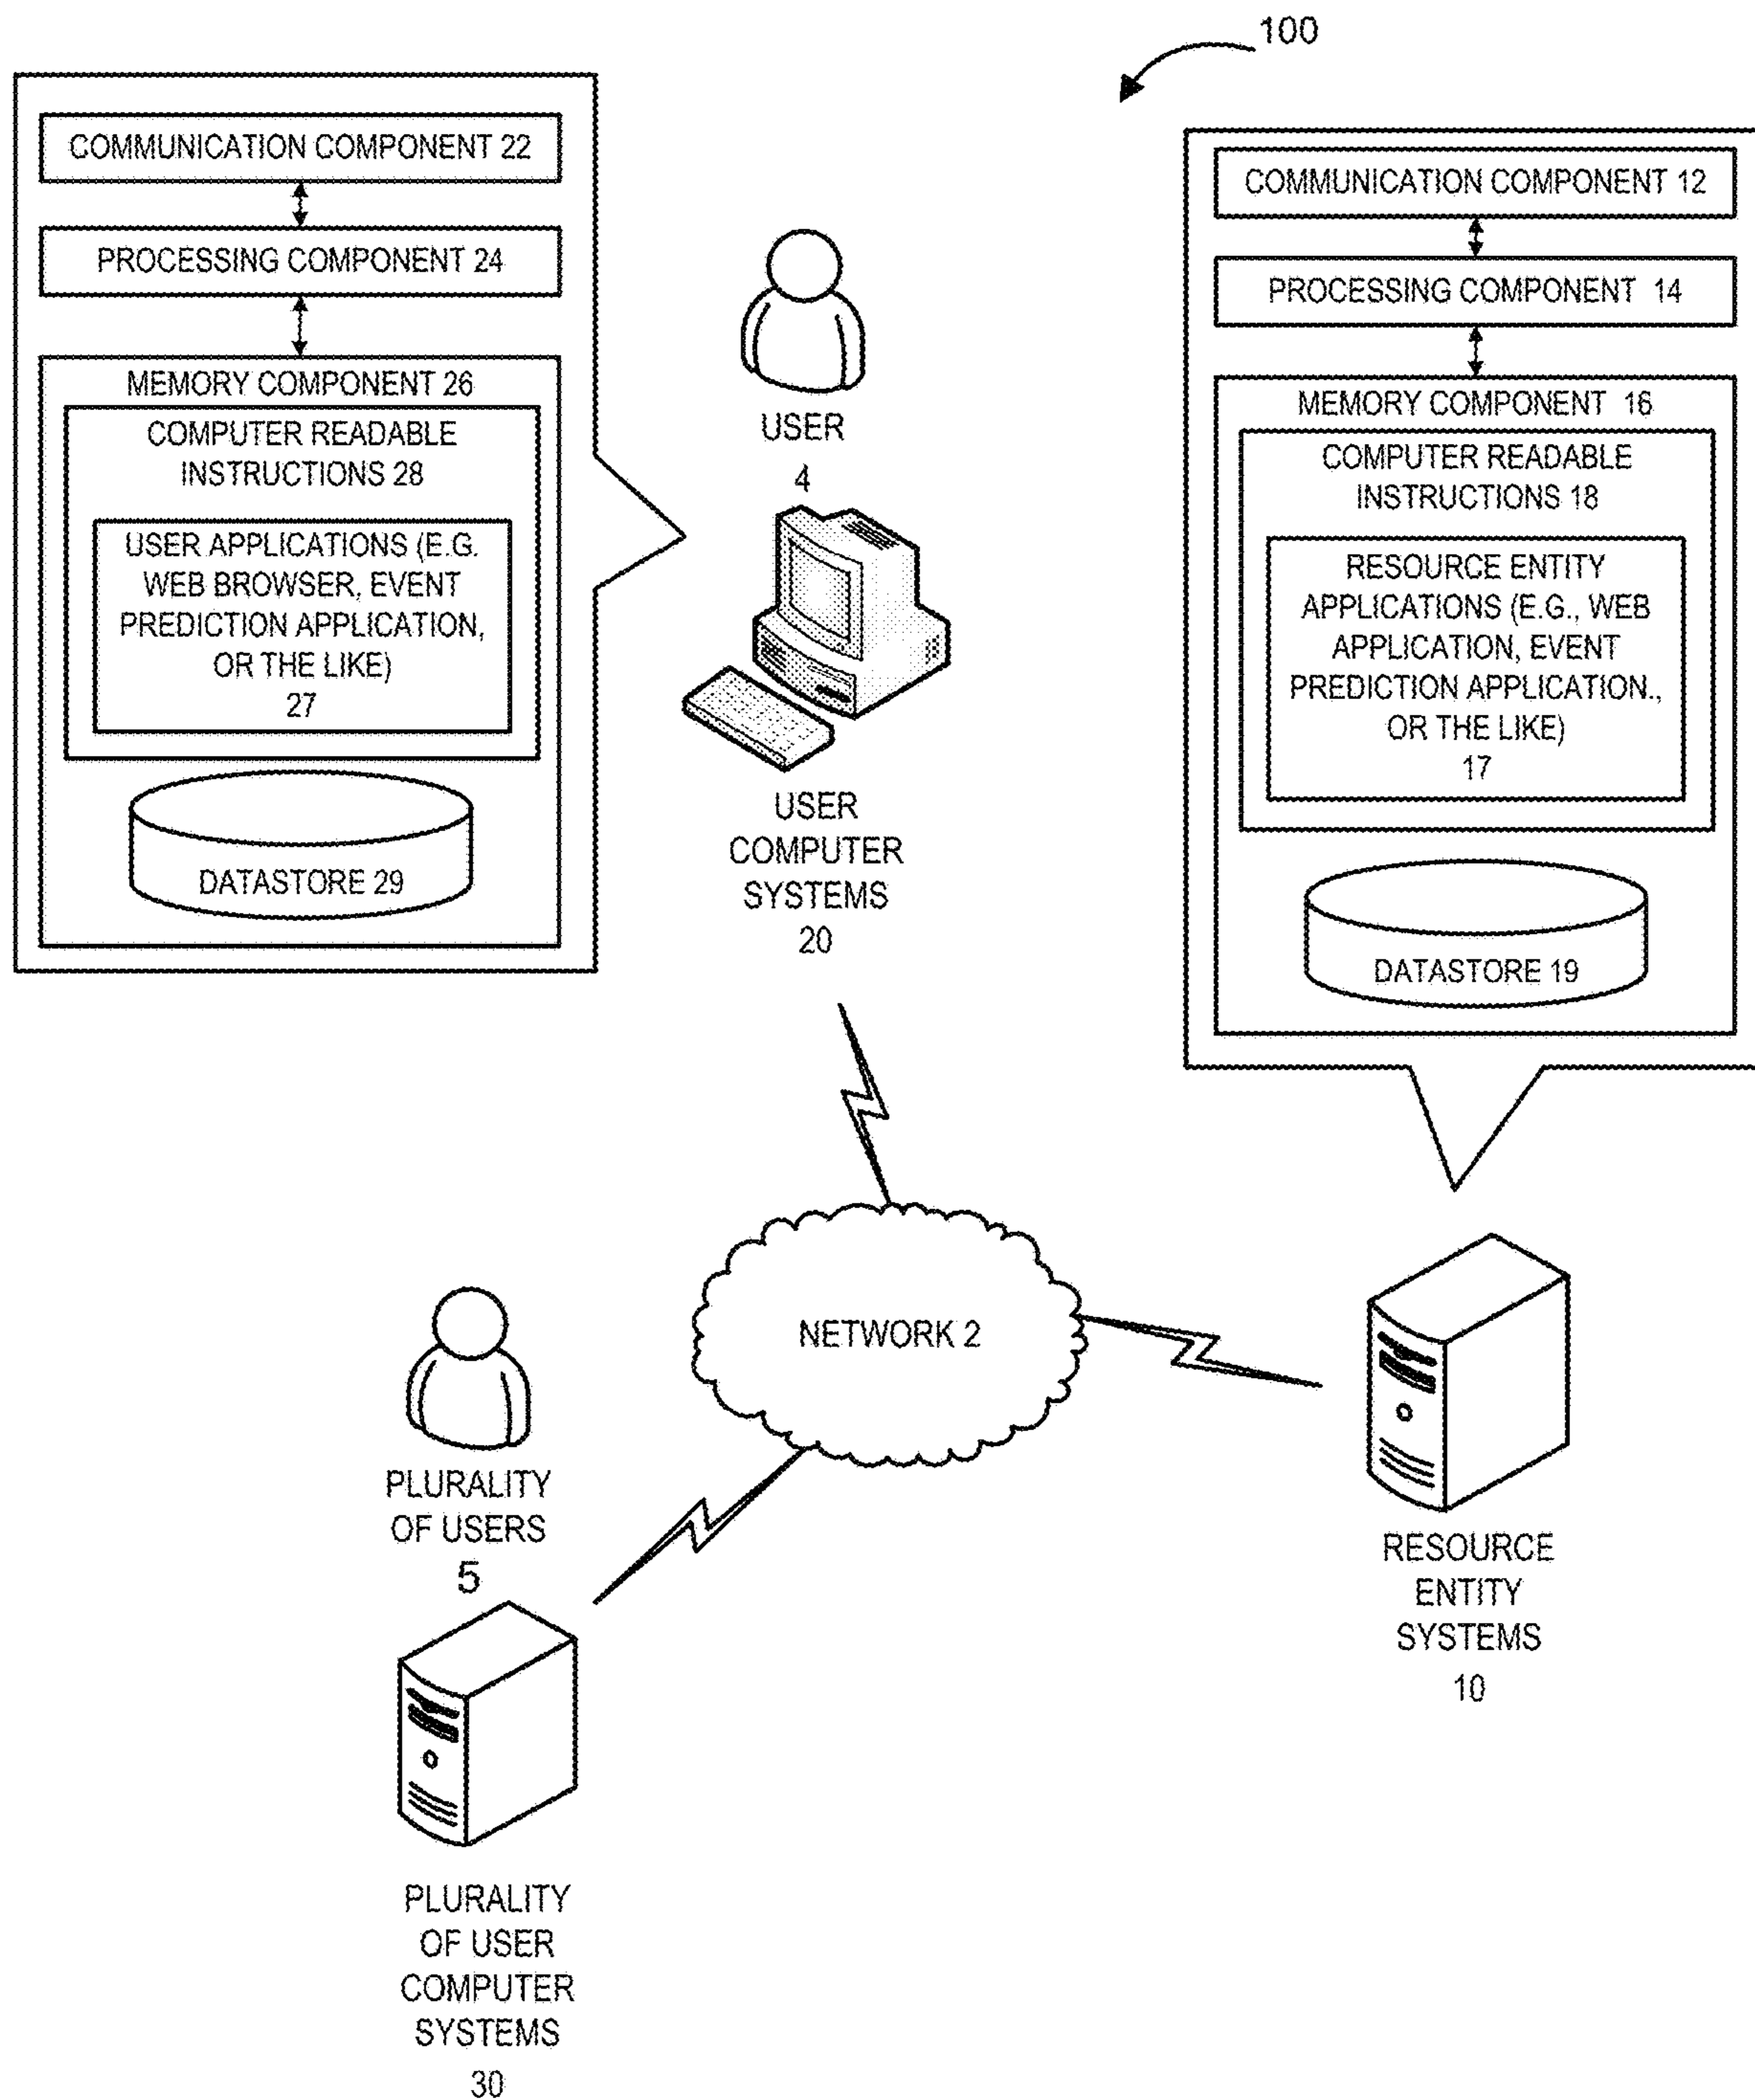 100
COMMUNICATION COMPONENT 22
PROCESSING COMPONENT 24
MEMORY COMPONENT 26
COMPUTER READABLE
INSTRUCTIONS 28
USER APPLICATIONS (E.G.
WEB BROWSER, EVENT
PREDICTION APPLICATION,
OR THE LIKE)
27
DATASTORE 29
USER
4
USER
COMPUTER
SYSTEMS
20
COMMUNICATION COMPONENT 12
PROCESSING COMPONENT 14
MEMORY COMPONENT 16
COMPUTER READABLE
INSTRUCTIONS 18
RESOURCE ENTITY
APPLICATIONS (E.G., WEB
APPLICATION, EVENT
PREDICTION APPLICATION.,
OR THE LIKE)
17
DATASTORE 19
NETWORK 2
PLURALITY
OF USERS
5
RESOURCE
ENTITY
SYSTEMS
10
PLURALITY
OF USER
COMPUTER
SYSTEMS
30